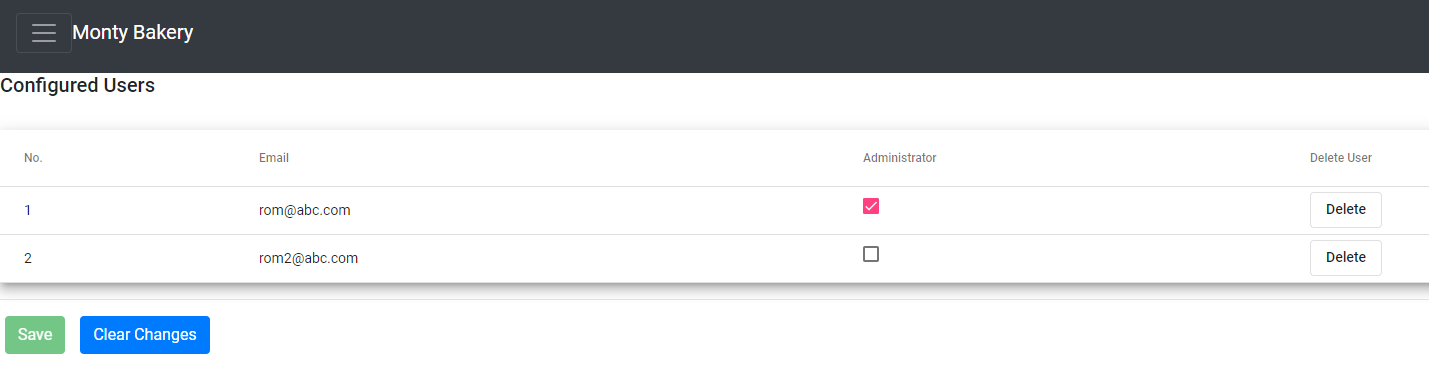 Monty Bakery
Configured Users
No. Email Administrator Delete User
1 rom@abc.com Delete
2 rom2@abc.com Delete
Save Clear Changes